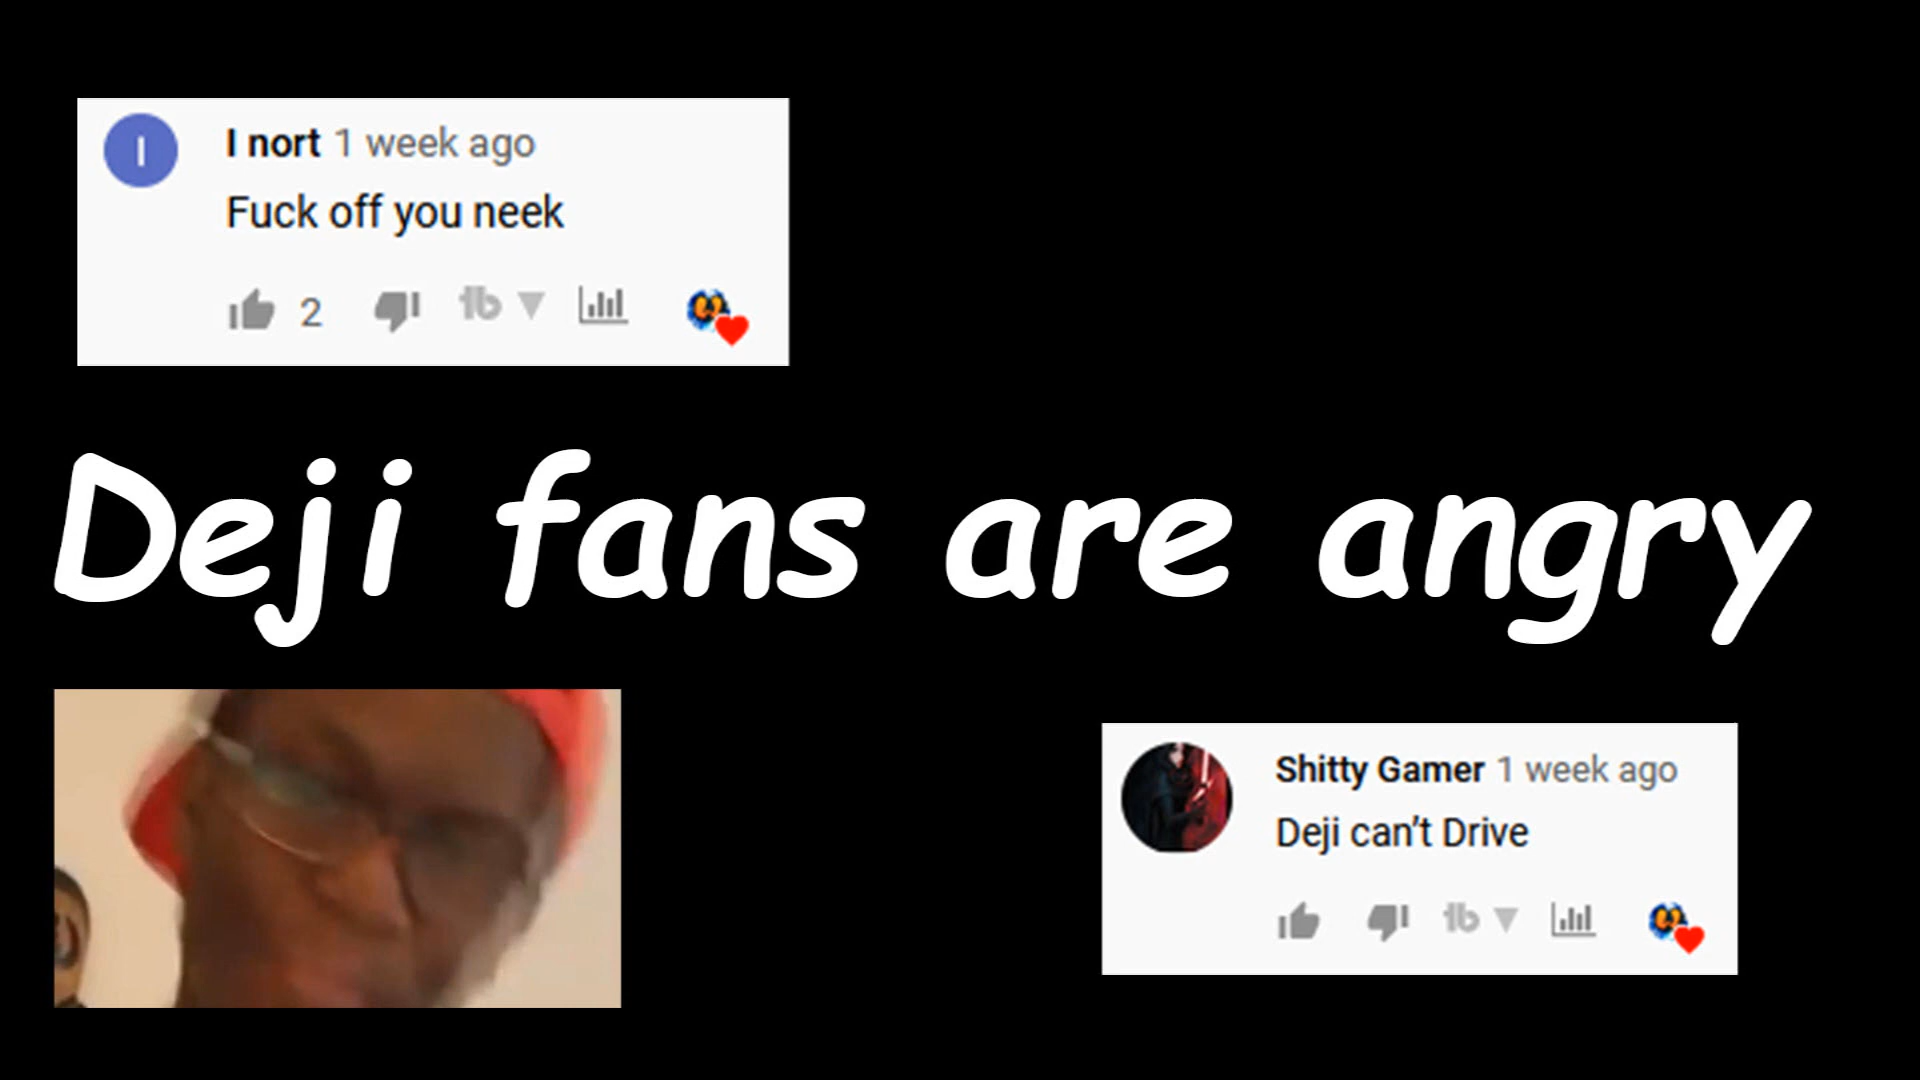 I
I nort 1 week ago
Fuck off you neek
2
Deji fans are angry
Shitty Gamer 1 week ago
Deji can’t Drive